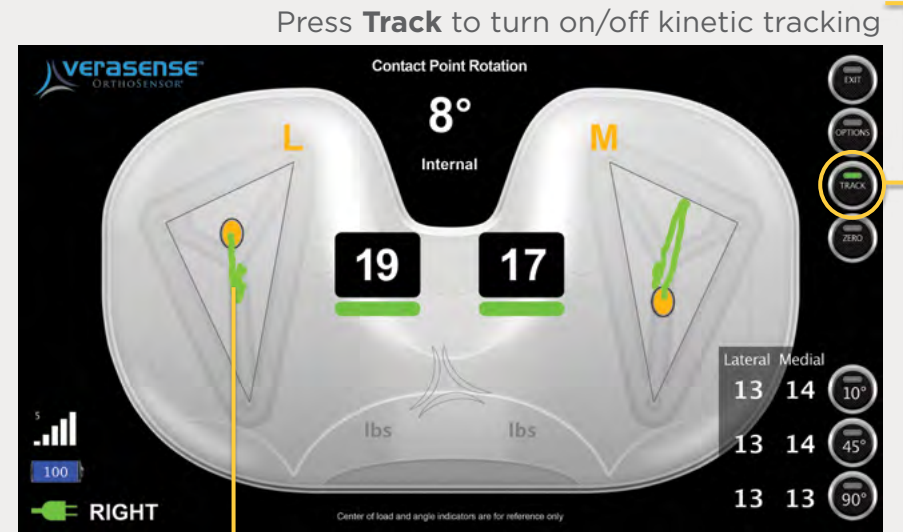 Press Track to turn on/off kinetic tracking
VERASENSE™
ORTHOSENSOR®
Contact Point Rotation
8°
Internal
EXIT
OPTIONS
TRACK
ZERO
L
M
19
17
Lateral Medial
13 14 10°
13 14 45°
13 13 90°
lbs lbs
5
100
RIGHT
Center of load and angle indicators are for reference only